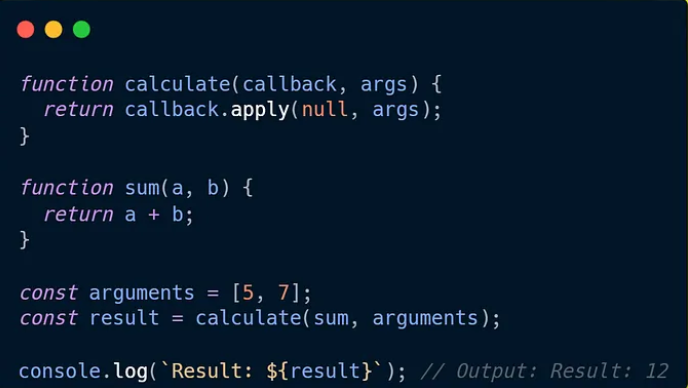 function calculate(callback, args) {
  return callback.apply(null, args);
}
function sum(a, b) {
  return a + b;
}
const arguments = [5, 7];
const result = calculate(sum, arguments);
console.log(`Result: ${result}`); // Output: Result: 12